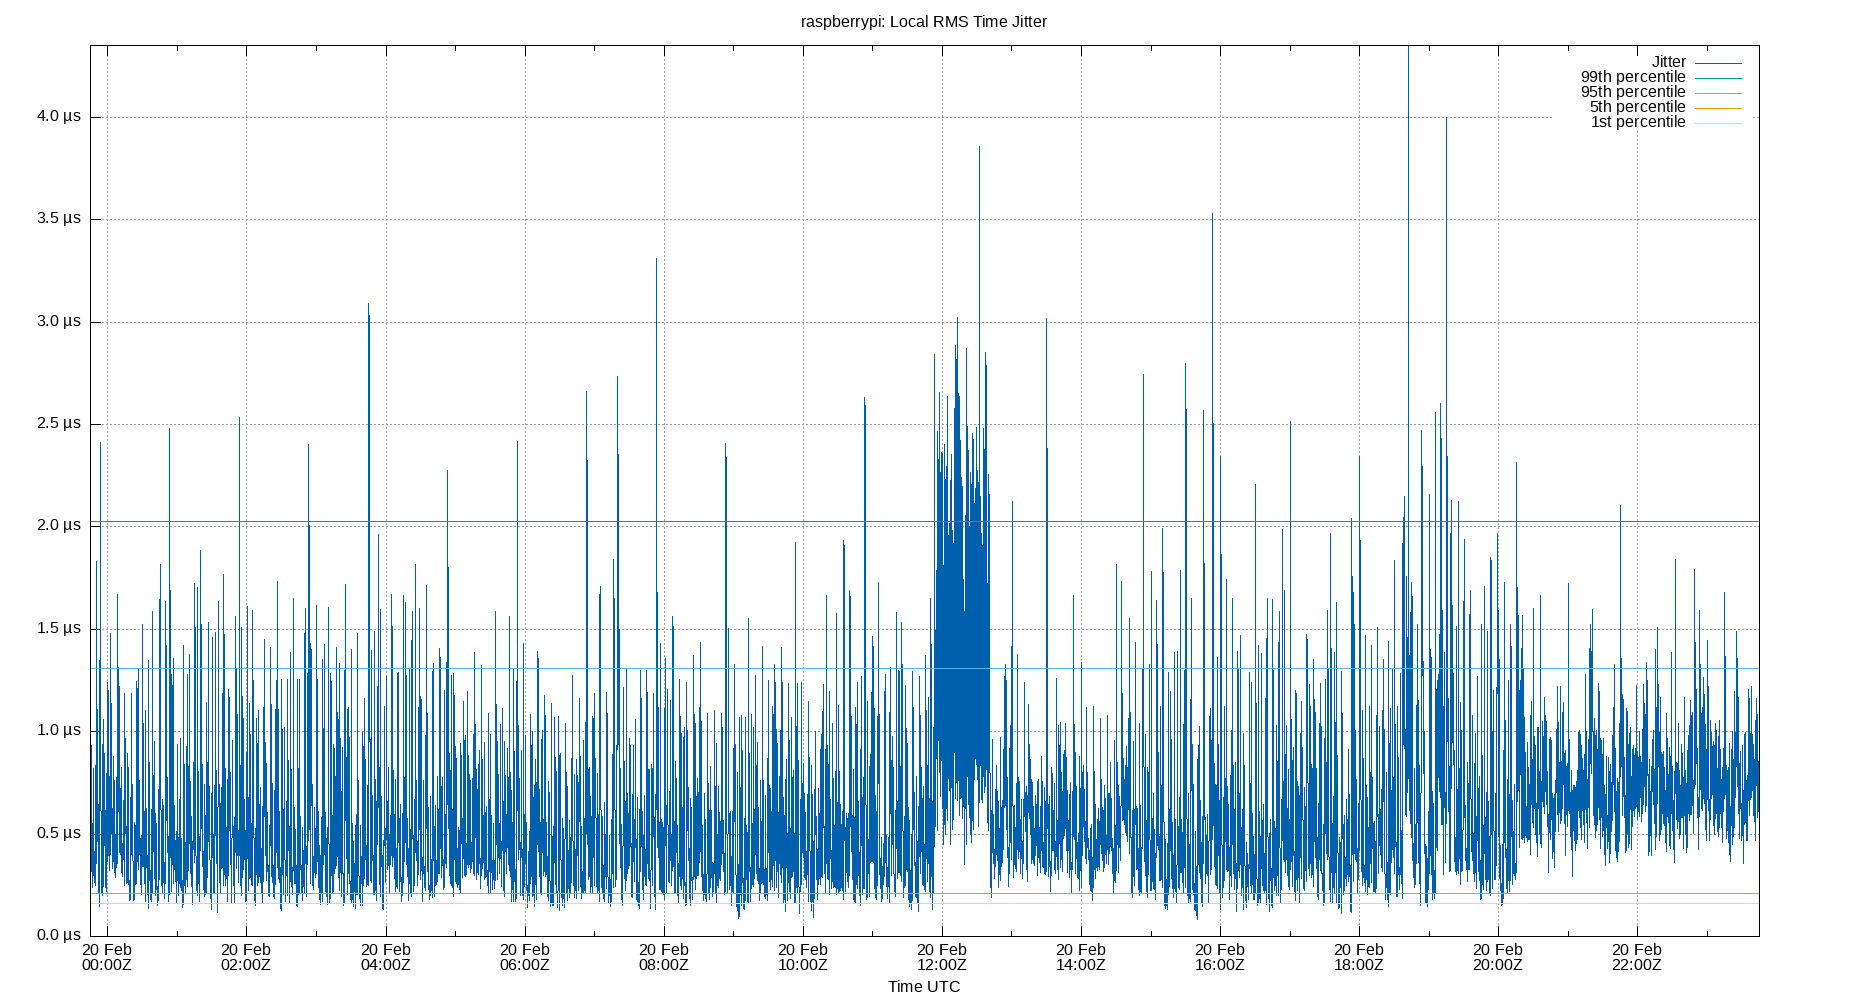 raspberrypi: Local RMS Time Jitter
Jitter
99th percentile
95th percentile
5th percentile
1st percentile
4.0 µs
3.5 µs
3.0 µs
2.5 µs
2.0 µs
1.5 µs
1.0 µs
0.5 µs
0.0 µs
20 Feb 20 Feb 20 Feb 20 Feb 20 Feb 20 Feb 20 Feb 20 Feb 20 Feb 20 Feb 20 Feb 20 Feb
00:00Z 02:00Z 04:00Z 06:00Z 08:00Z 10:00Z 12:00Z 14:00Z 16:00Z 18:00Z 20:00Z 22:00Z
Time UTC